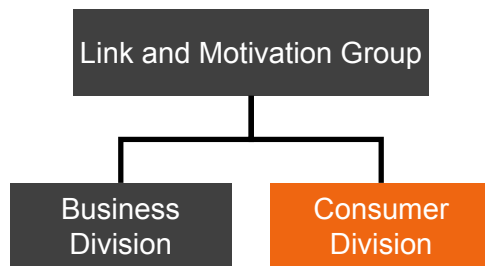 Link and Motivation Group
Business
Division
Consumer
Division